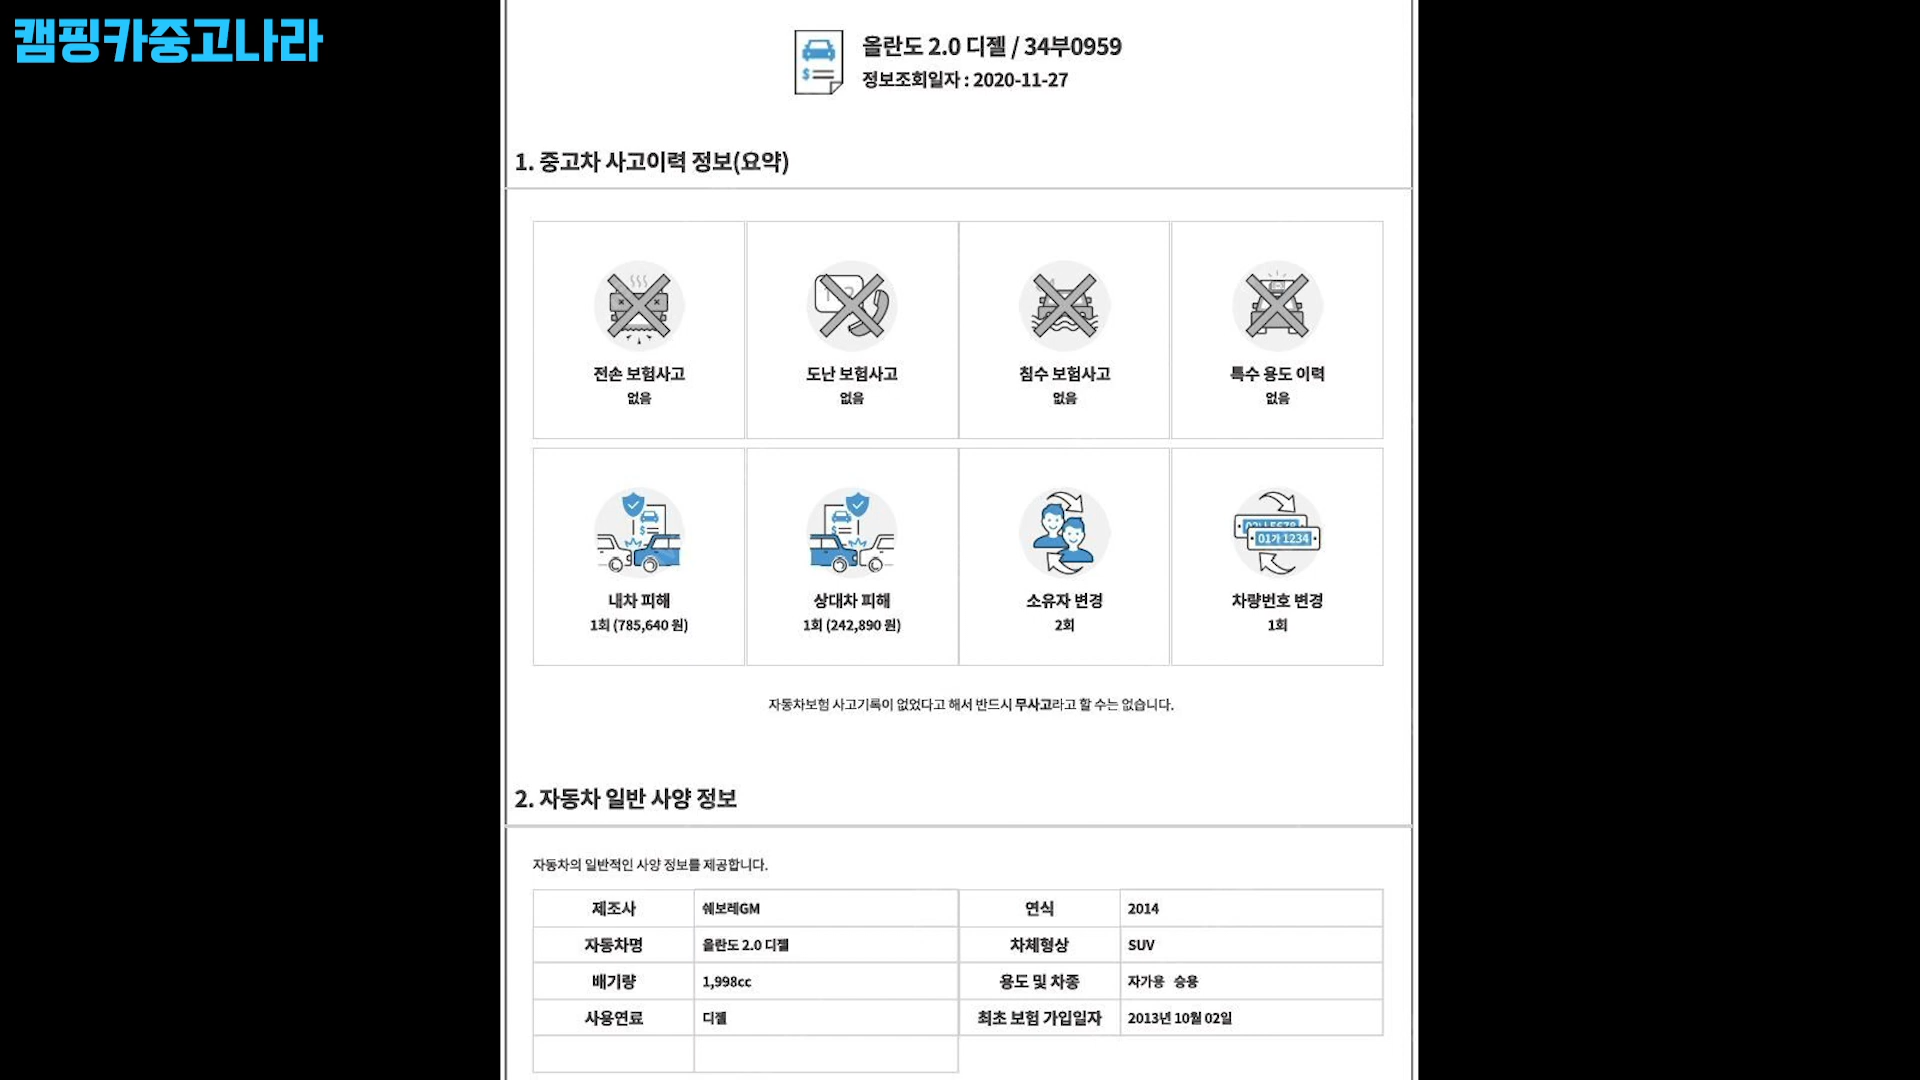 캠핑카중고나라
올란도 2.0 디젤 / 34부0959
정보조회일자 : 2020-11-27
1. 중고차 사고이력 정보(요약)
전손 보험사고
없음
도난 보험사고
없음
침수 보험사고
없음
특수 용도 이력
없음
01가 1234
내차 피해
1회 (785,640 원)
상대차 피해
1회 (242,890 원)
소유자 변경
2회
차량번호 변경
1회
자동차보험 사고기록이 없었다고 해서 반드시 무사고라고 할 수는 없습니다.
2. 자동차 일반 사양 정보
자동차의 일반적인 사양 정보를 제공합니다.
제조사 쉐보레GM 연식 2014
자동차명 올란도 2.0 디젤 차체형상 SUV
배기량 1,998cc 용도 및 차종 자가용 승용
사용연료 디젤 최초 보험 가입일자 2013년 10월 02일